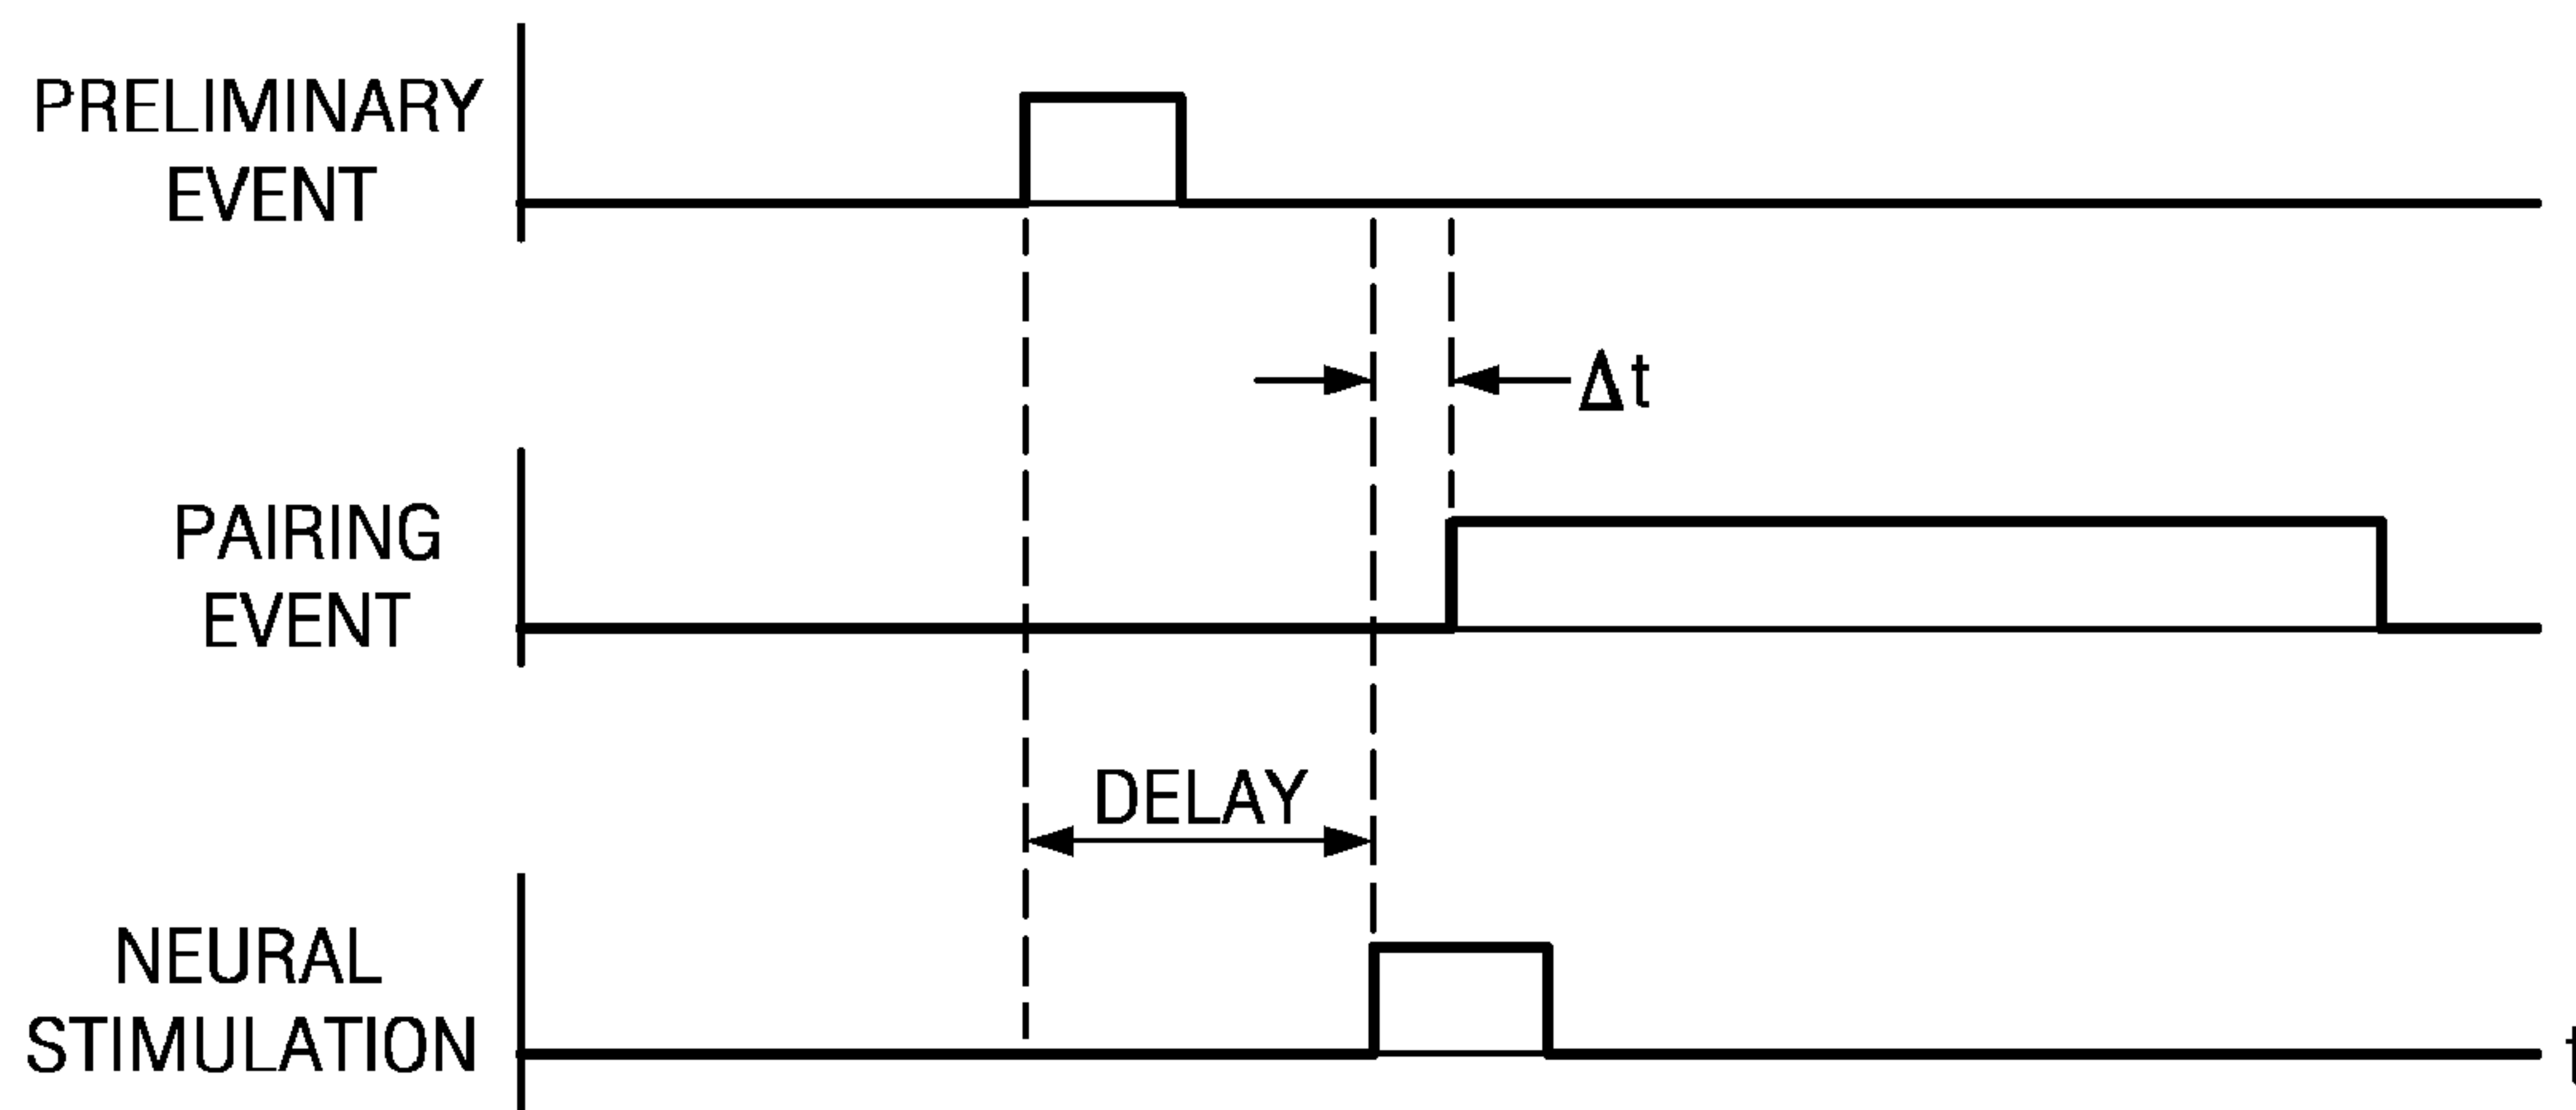 PRELIMINARY
EVENT
Δt
PAIRING
EVENT
DELAY
NEURAL
STIMULATION
t